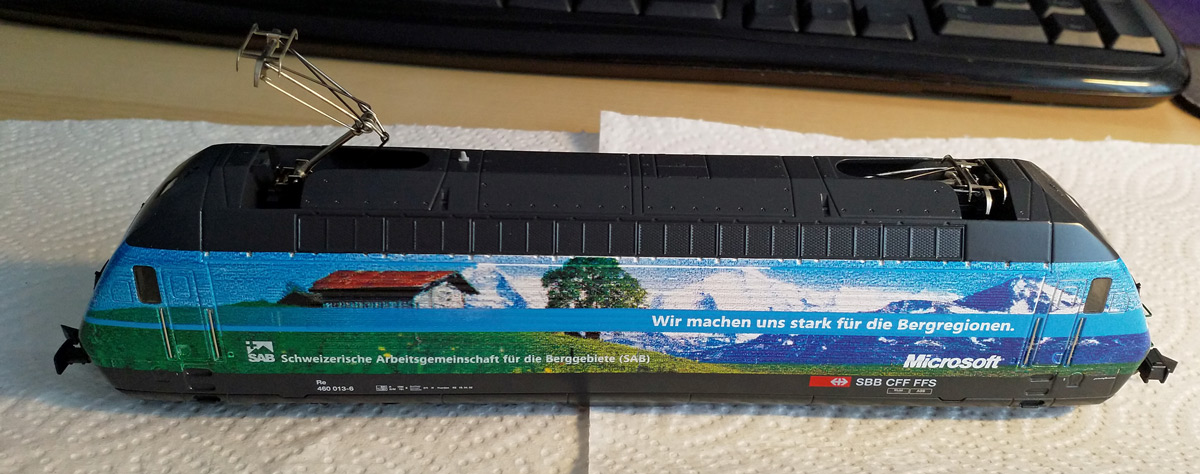 Wir machen uns stark für die Bergregionen.
SAB
Schweizerische Arbeitsgemeinschaft für die Berggebiete (SAB)
Microsoft
Re
460 013-6
SBB CFF FFS